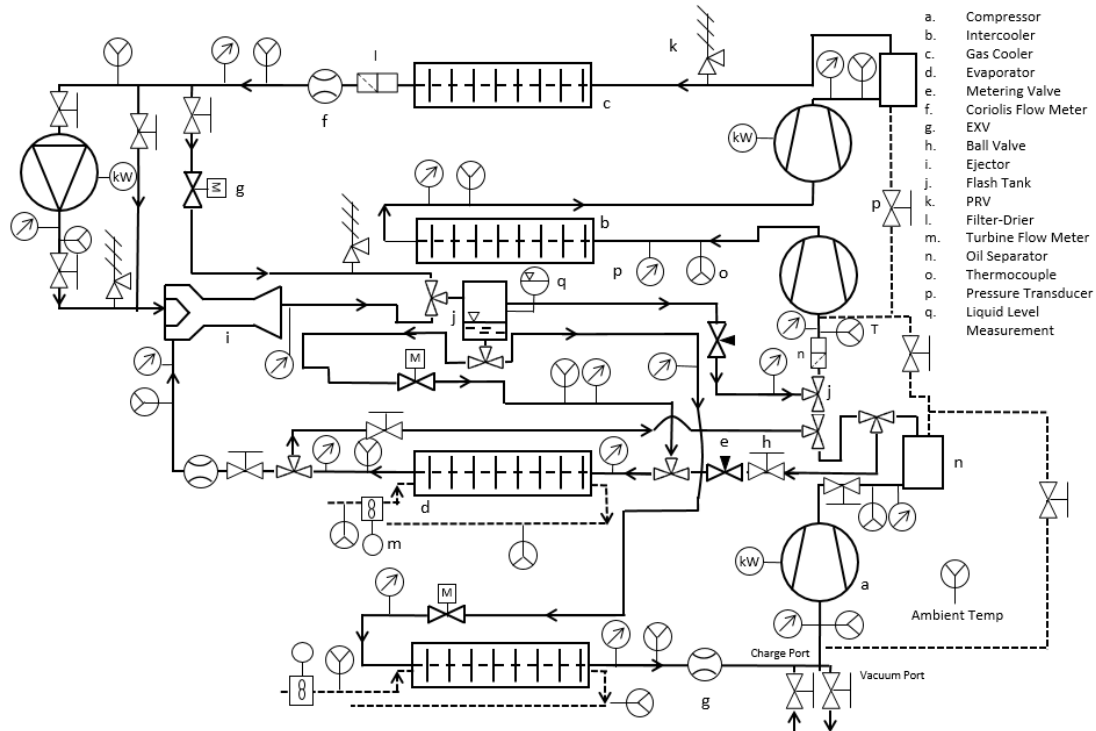 a. Compressor
b. Intercooler
c. Gas Cooler
d. Evaporator
e. Metering Valve
f. Coriolis Flow Meter
g. EXV
h. Ball Valve
i. Ejector
j. Flash Tank
k. PRV
l. Filter-Drier
m. Turbine Flow Meter
n. Oil Separator
o. Thermocouple
p. Pressure Transducer
q. Liquid Level
Measurement
k
l
c
f
kW
kW
M
g
p
b
p
o
q
j
i
T
n
M
j
e
h
n
d
m
kW
a
M
Ambient Temp
Charge Port
Vacuum Port
g